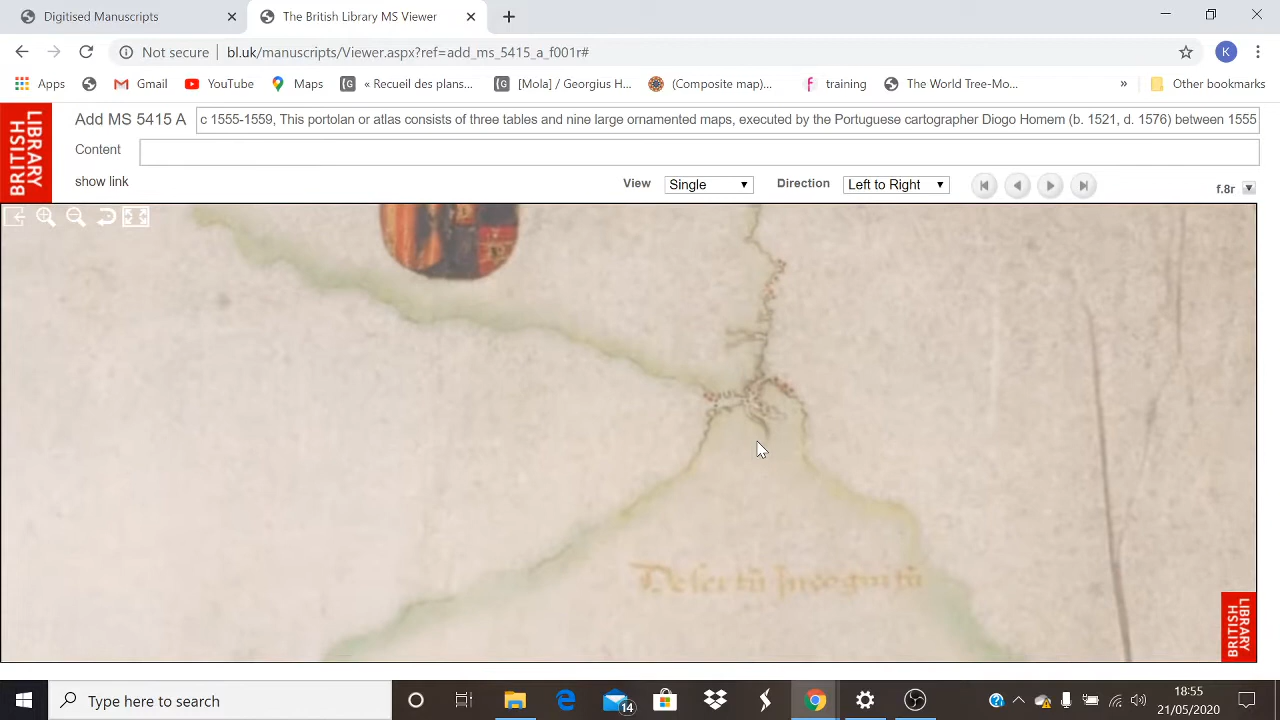 Digitised Manuscripts
The British Library MS Viewer
Not secure
bl.uk/manuscripts/Viewer.aspx?ref=add_ms_5415_a_f001r#
K
Apps
Gmail
YouTube
Maps
« Recueil des plans...
[Mola] / Georgius H...
(Composite map)...
training
The World Tree-Mo...
»
Other bookmarks
LIBRARY
BRITISH
Add MS 5415 A
c 1555-1559, This portolan or atlas consists of three tables and nine large ornamented maps, executed by the Portuguese cartographer Diogo Homem (b. 1521, d. 1576) between 1555
Content
show link
View
Single
Direction
Left to Right
f.8r
Desertū Incognitū
LIBRARY
BRITISH
Type here to search
14
18:55
21/05/2020